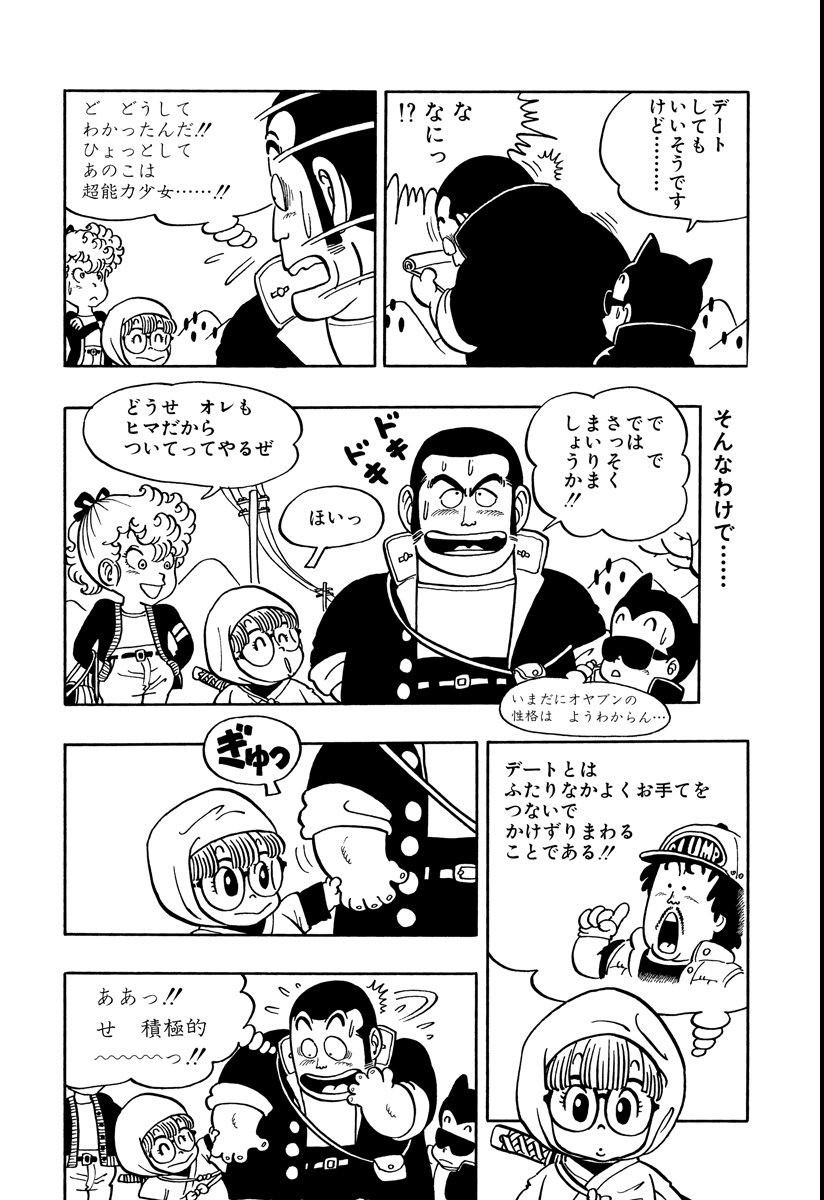 デート
しても
いいそうです
けど………
な
なにっ
!?
ど どうして
わかったんだ!!
ひょっとして
あのこは
超能力少女……!!
そんなわけで……
で で
では
さっそく
まいりま
しょうか!!
ドキドキ
ほいっ
どうせ オレも
ヒマだから
ついてってやるぜ
いまだにオヤブンの
性格は ようわからん…
デートとは
ふたりなかよくお手てを
つないで
かけずりまわる
ことである!!
CLUMP
ぎゅっ
ああっ!!
せ 積極的
〜〜〜〜〜っ!!